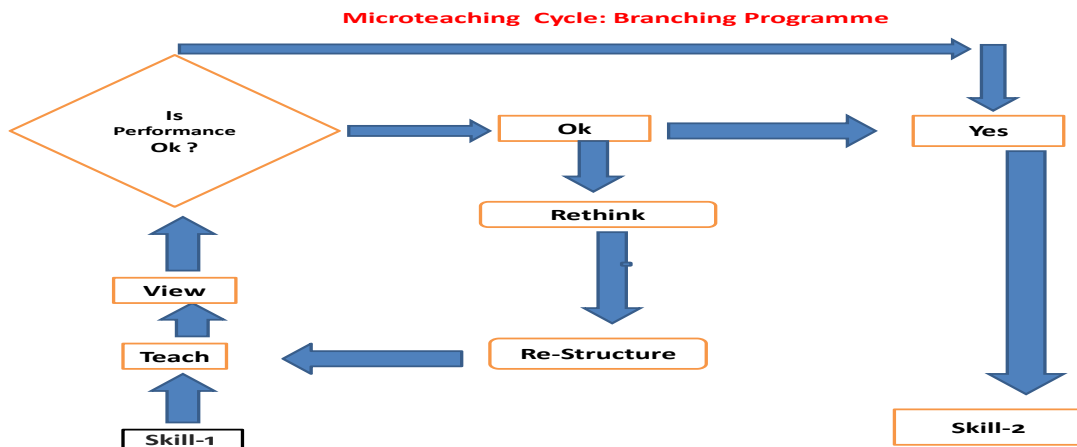 Microteaching Cycle: Branching Programme
Is
Performance
Ok ?
Ok
Yes
Rethink
View
Teach
Re-Structure
Skill-1
Skill-2